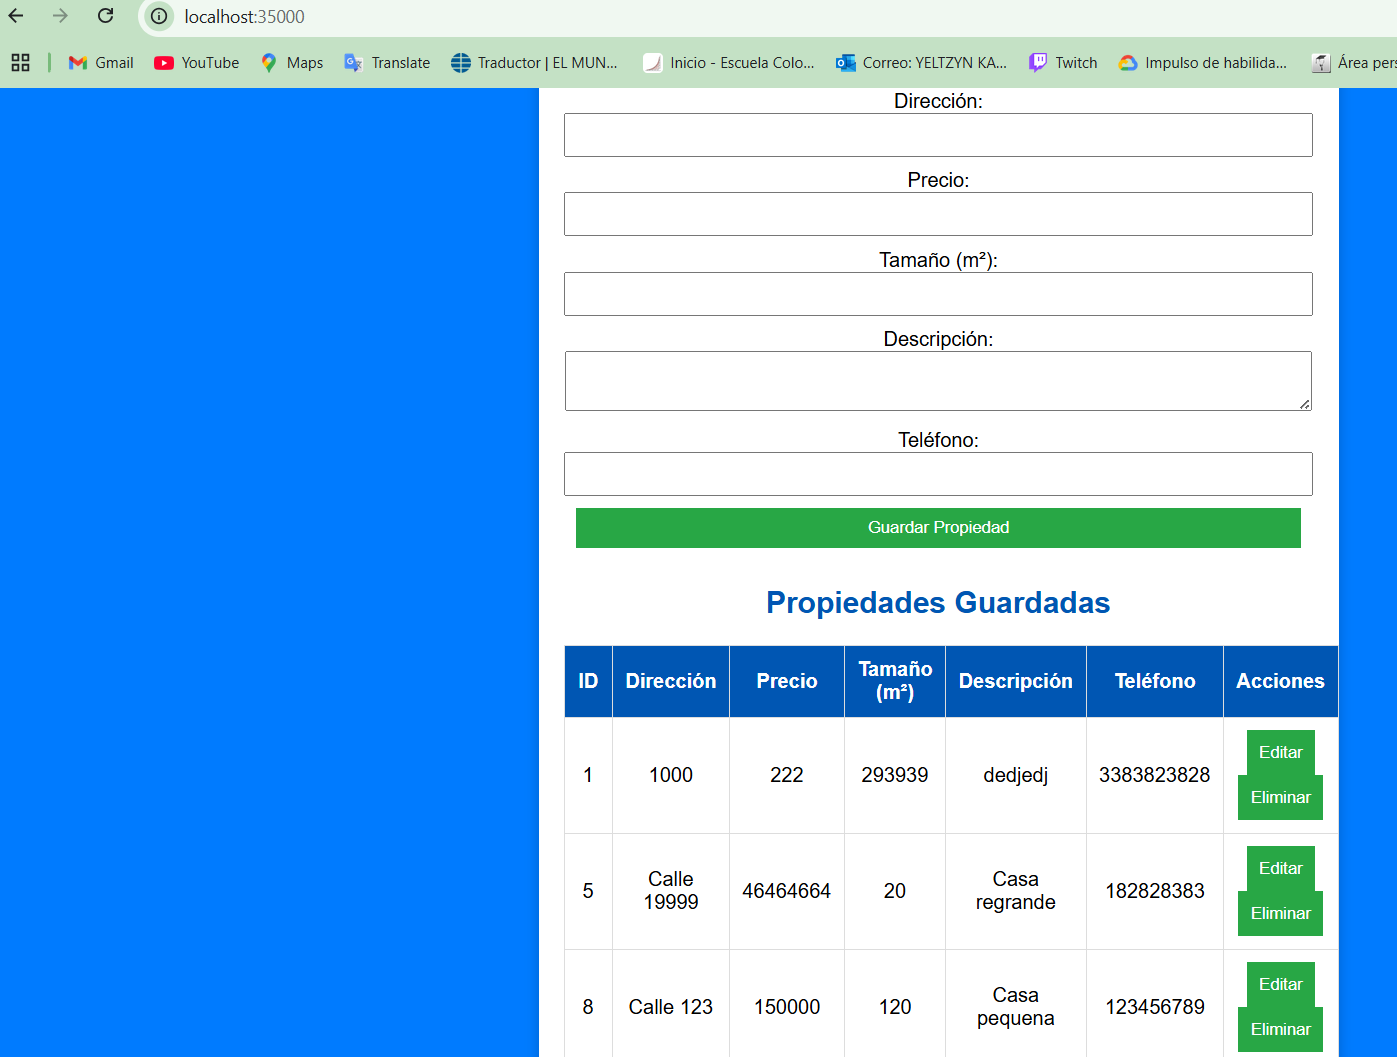 localhost:35000
Gmail YouTube Maps Translate Traductor | EL MUN... Inicio - Escuela Colo... Correo: YELTZYN KA... Twitch Impulso de habilida... Área pers
Dirección:
Precio:
Tamaño (m²):
Descripción:
Teléfono:
Guardar Propiedad
Propiedades Guardadas
ID Dirección Precio Tamaño (m²) Descripción Teléfono Acciones
1 1000 222 293939 dedjedj 3383823828 Editar
Eliminar
5 Calle 19999 46464664 20 Casa regrande 182828383 Editar
Eliminar
8 Calle 123 150000 120 Casa pequena 123456789 Editar
Eliminar